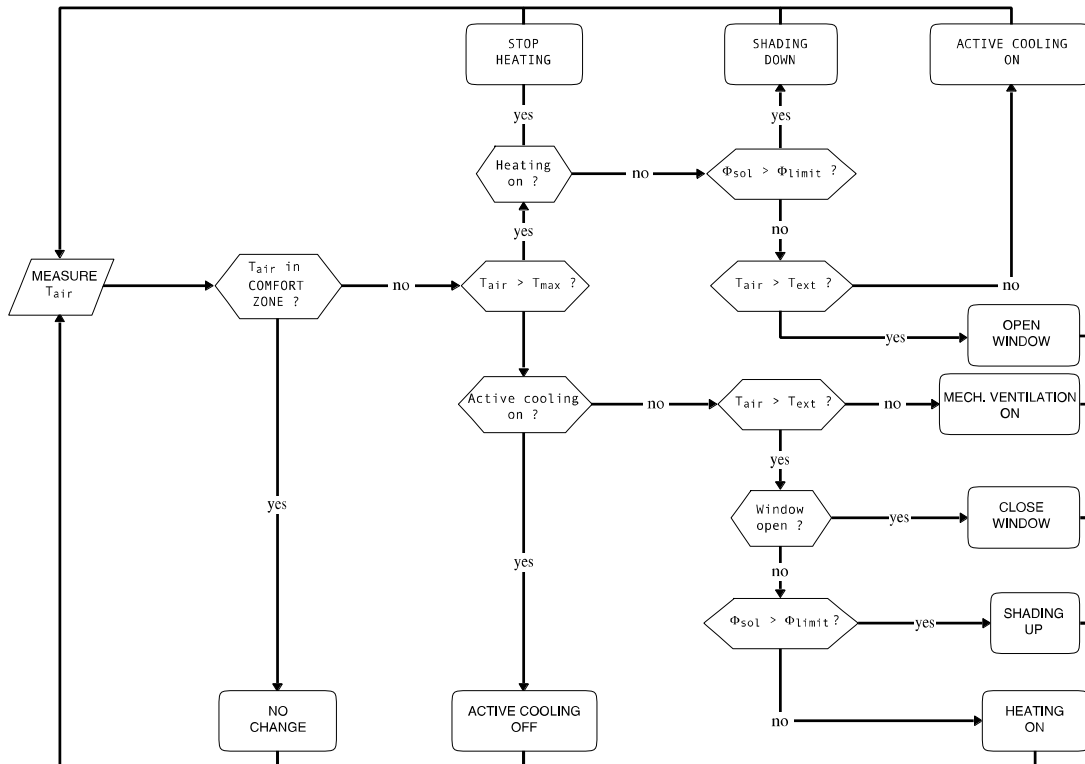 STOP
HEATING
SHADING
DOWN
ACTIVE COOLING
ON
yes
yes
Heating
on ?
no
Φsol > Φlimit ?
yes
no
MEASURE
Tair
Tair in
COMFORT
ZONE ?
no
Tair > Tmax ?
Tair > Text ?
no
yes
OPEN
WINDOW
Active cooling
on ?
no
Tair > Text ?
no
MECH. VENTILATION
ON
yes
yes
Window
open ?
yes
CLOSE
WINDOW
yes
no
Φsol > Φlimit ?
yes
SHADING
UP
NO
CHANGE
ACTIVE COOLING
OFF
no
HEATING
ON